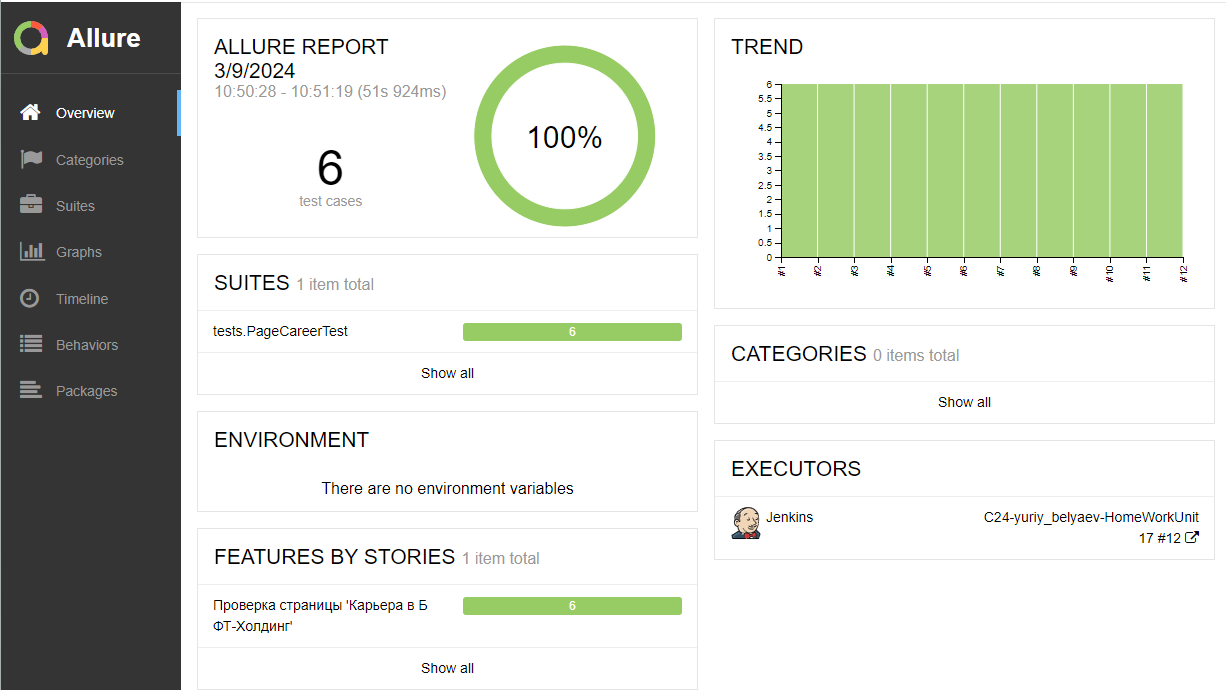 Allure
Overview
Categories
Suites
Graphs
Timeline
Behaviors
Packages
ALLURE REPORT
3/9/2024
10:50:28 - 10:51:19 (51s 924ms)
6
test cases
100%
SUITES 1 item total
tests.PageCareerTest 6
Show all
ENVIRONMENT
There are no environment variables
FEATURES BY STORIES 1 item total
Проверка страницы 'Карьера в Б
ФТ-Холдинг'
6
Show all
TREND
6
5.5
5
4.5
4
3.5
3
2.5
2
1.5
1
0.5
0
#1
#2
#3
#4
#5
#6
#7
#8
#9
#10
#11
#12
CATEGORIES 0 items total
Show all
EXECUTORS
Jenkins
C24-yuriy_belyaev-HomeWorkUnit
17 #12